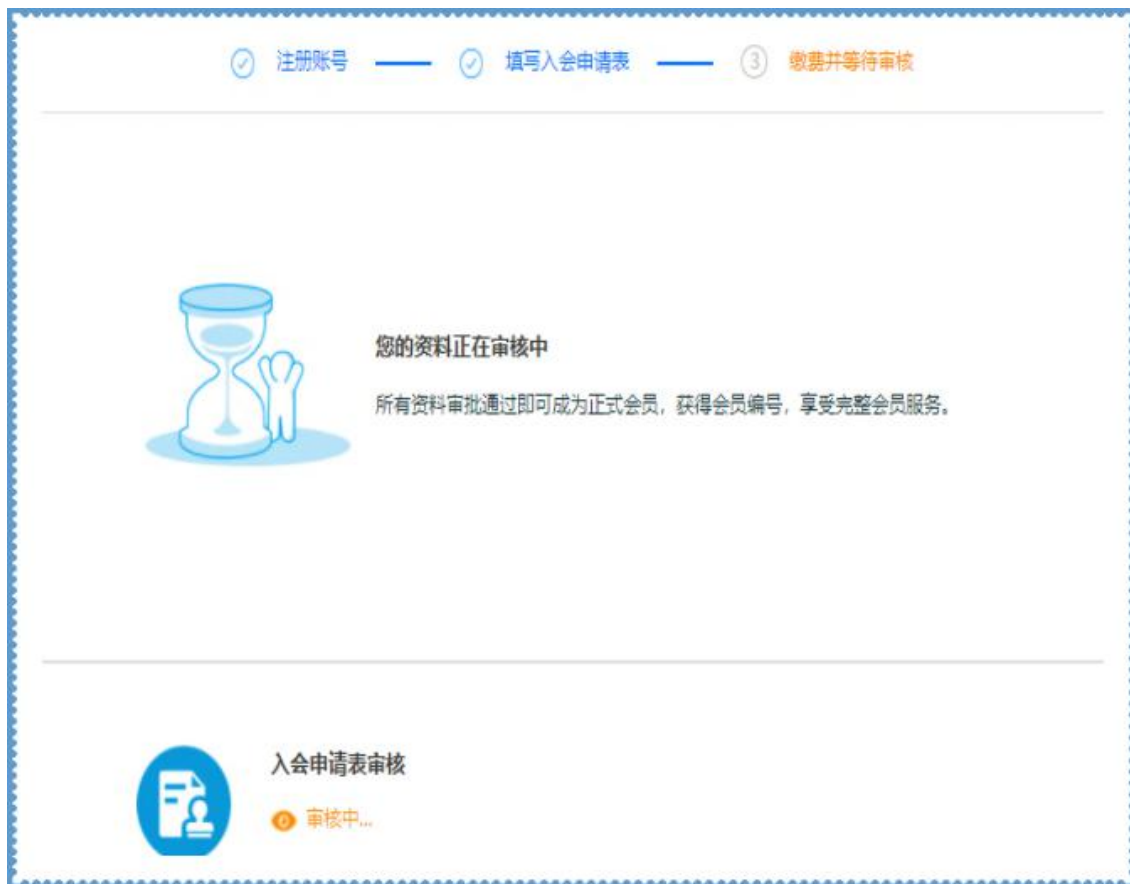 注册账号 填写入会申请表 3 缴费并等待审核
您的资料正在审核中
所有资料审批通过即可成为正式会员，获得会员编号，享受完整会员服务。
入会申请表审核
审核中...